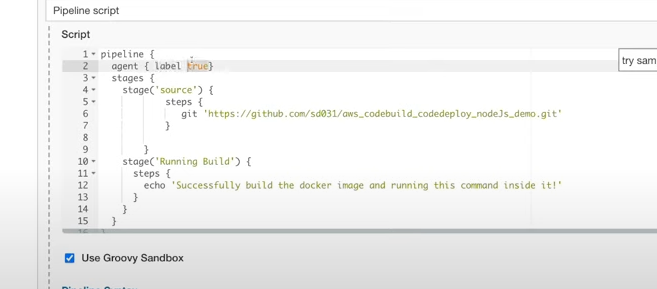 Pipeline script
Script
1 pipeline {
2 agent { label true}
3 stages {
4 stage('source') {
5 steps {
6 git 'https://github.com/sd031/aws_codebuild_codedeploy_nodeJs_demo.git'
7 }
8
9 }
10 stage('Running Build') {
11 steps {
12 echo 'Successfully build the docker image and running this command inside it!'
13 }
14 }
15 }
try sam
Use Groovy Sandbox